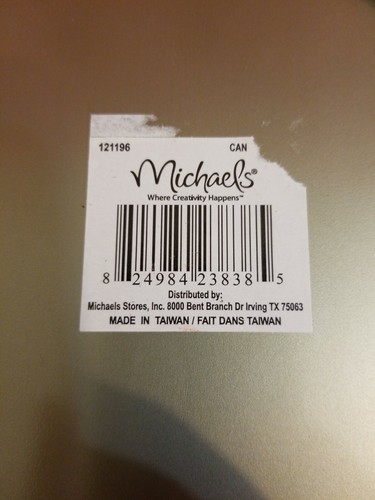 121196 CAN
Michaels®
Where Creativity Happens™
8 24984 23838 5
Distributed by:
Michaels Stores, Inc. 8000 Bent Branch Dr Irving TX 75063
MADE IN TAIWAN / FAIT DANS TAIWAN